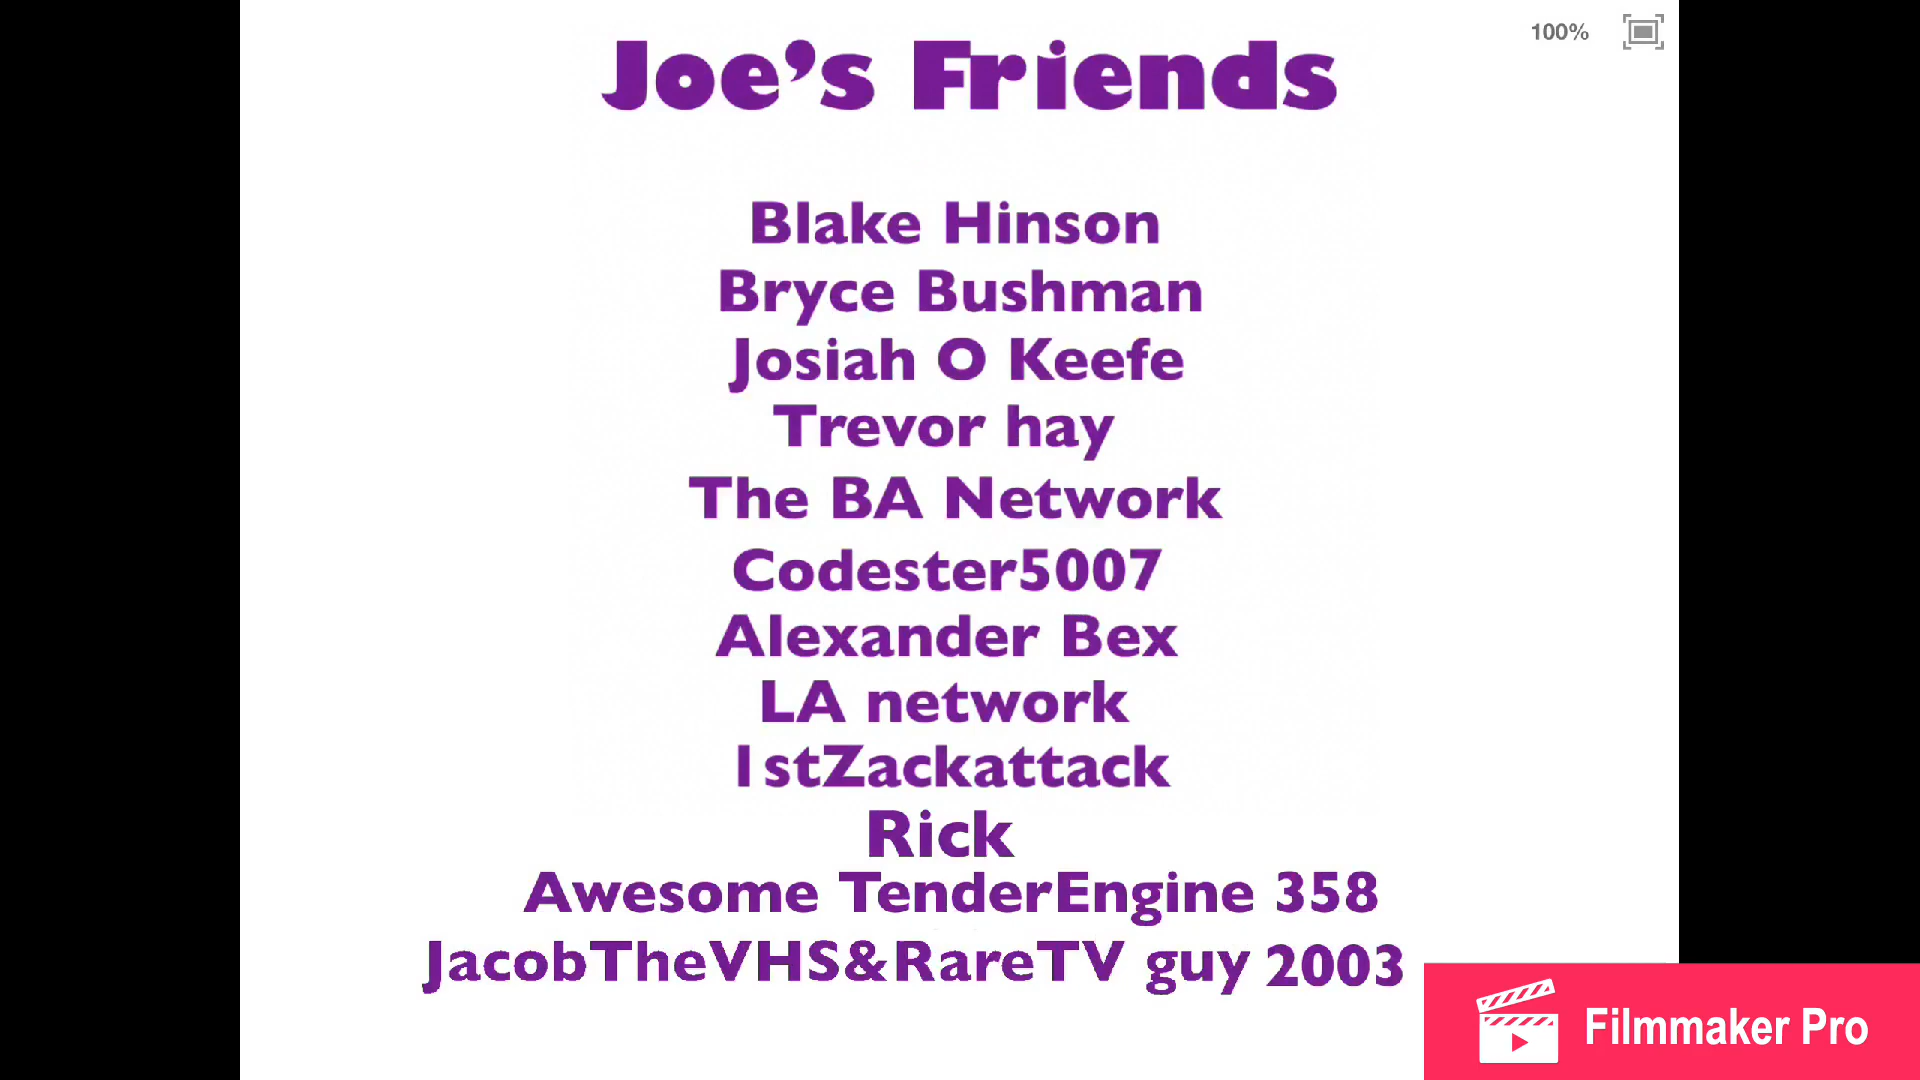 100%
Joe's Friends
Blake Hinson
Bryce Bushman
Josiah O Keefe
Trevor hay
The BA Network
Codester5007
Alexander Bex
LA network
1stZackattack
Rick
Awesome TenderEngine 358
JacobTheVHS&RareTV guy 2003
Filmmaker Pro